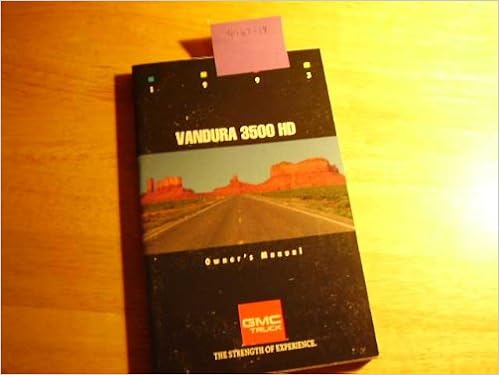 1 9 9 3
VANDURA 3500 HD
Owner's Manual
GMC
TRUCK
THE STRENGTH OF EXPERIENCE.